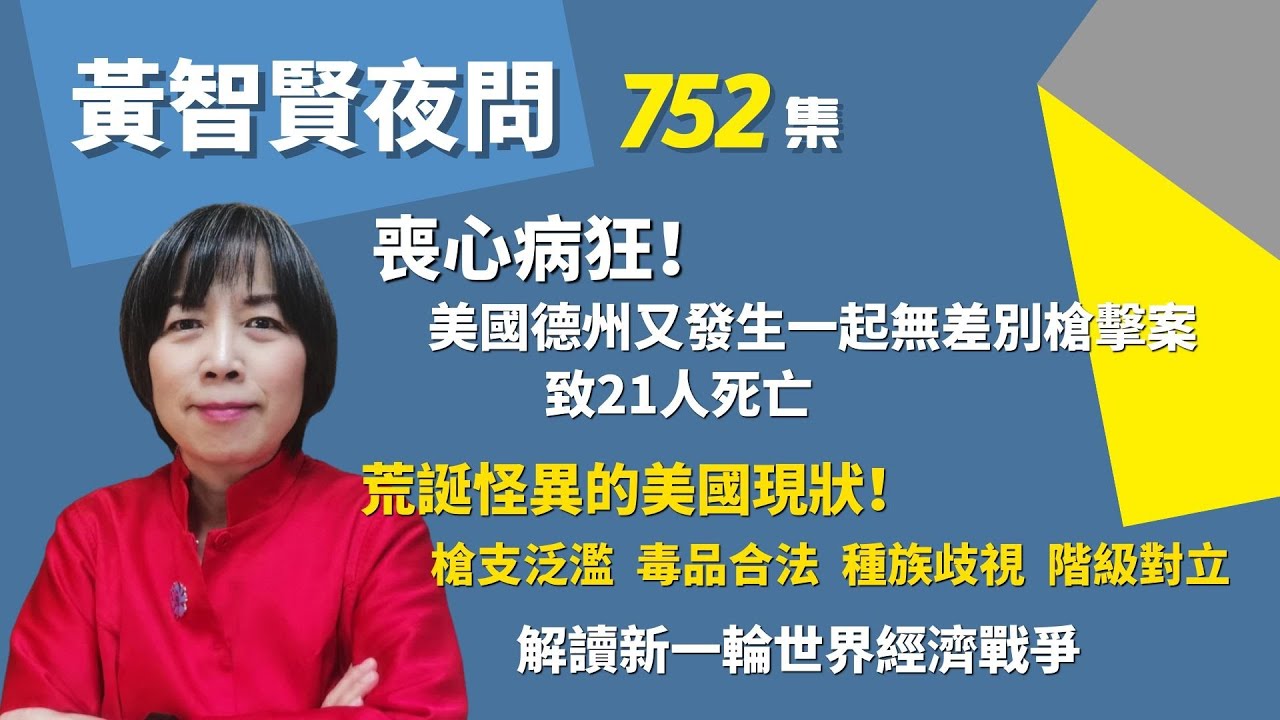 黃智賢夜問 752集
喪心病狂！
美國德州又發生一起無差別槍擊案
致21人死亡
荒誕怪異的美國現狀！
槍支泛濫 毒品合法 種族歧視 階級對立
解讀新一輪世界經濟戰爭